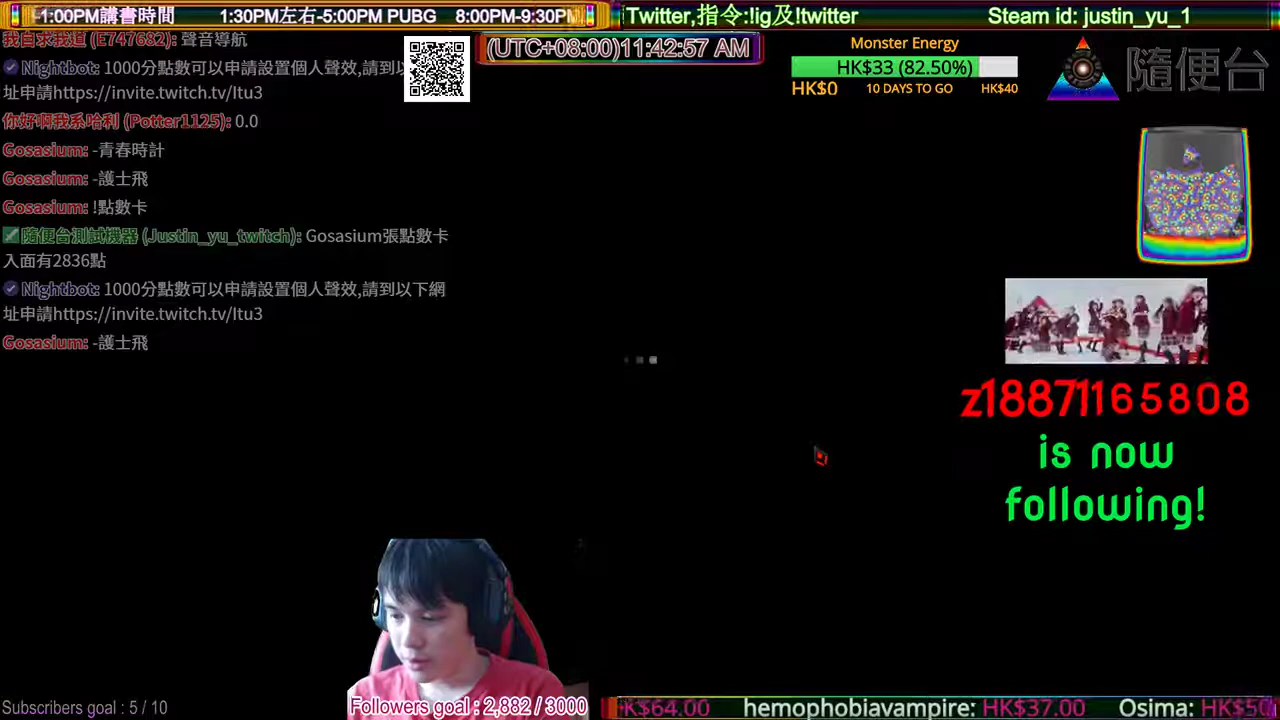 -1:00PM講書時間 1:30PM左右-5:00PM PUBG 8:00PM-9:30PM
Twitter,指令:!ig及!twitter Steam id: justin_yu_1
我自求我道 (E747682): 聲音導航
Nightbot: 1000分點數可以申請設置個人聲效,請到以
址申請https://invite.twitch.tv/Itu3
你好啊我系哈利 (Potter1125): 0.0
Gosasium: -青春時計
Gosasium: -護士飛
Gosasium: !點數卡
隨便台測試機器 (Justin_yu_twitch): Gosasium張點數卡
入面有2836點
Nightbot: 1000分點數可以申請設置個人聲效,請到以下網
址申請https://invite.twitch.tv/Itu3
Gosasium: -護士飛
(UTC+08:00)11:42:57 AM
Monster Energy
HK$33 (82.50%)
HK$0 10 DAYS TO GO HK$40
隨便台
z18871165808
is now
following!
Subscribers goal : 5 / 10
Followers goal : 2,882 / 3000
K$64.00 hemophobiavampire: HK$37.00 Osima: HK$50